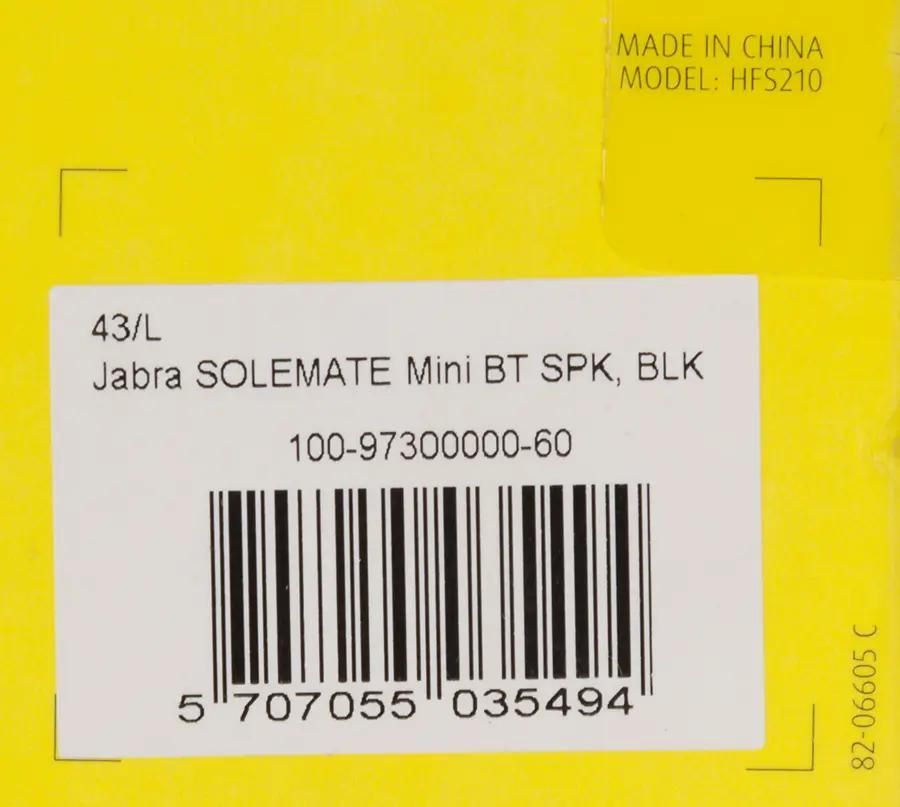 MADE IN CHINA
MODEL: HFS210
43/L
Jabra SOLEMATE Mini BT SPK, BLK
100-97300000-60
5 707055 035494
82-06605 C